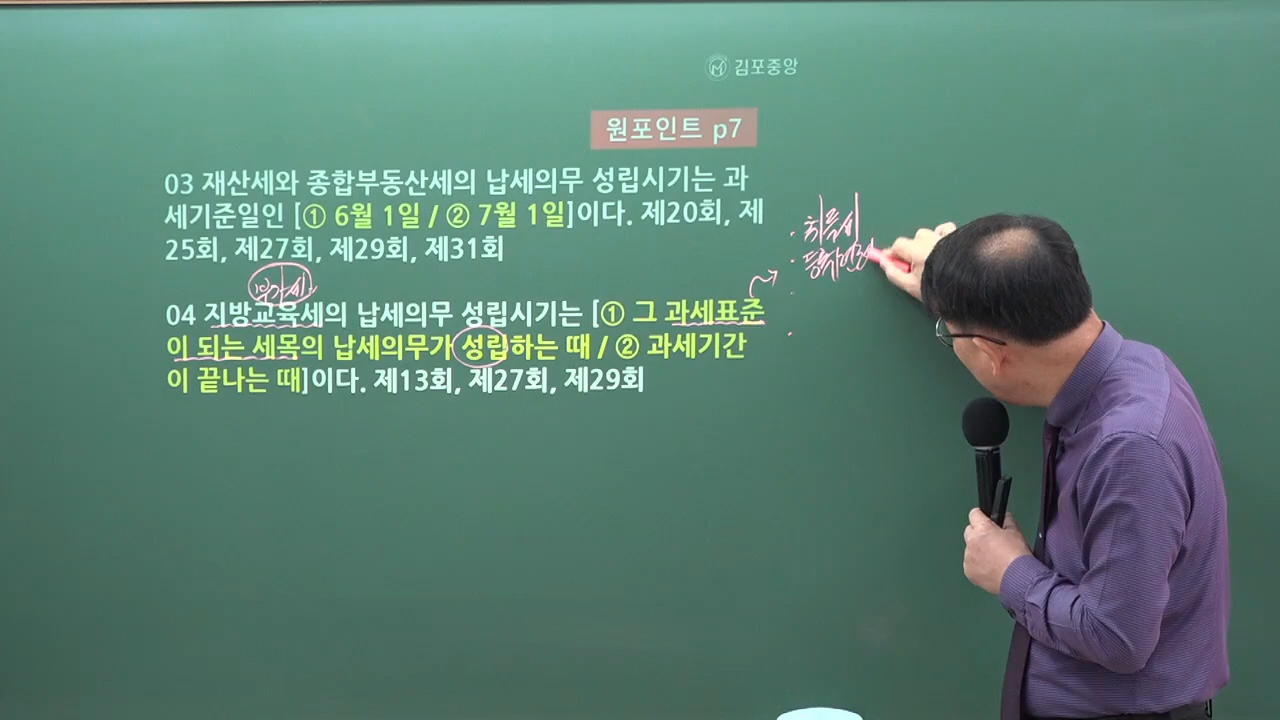 김포중앙
원포인트 p7
03 재산세와 종합부동산세의 납세의무 성립시기는 과
세기준일인 [① 6월 1일 / ② 7월 1일]이다. 제20회, 제
25회, 제27회, 제29회, 제31회
부가세
04 지방교육세의 납세의무 성립시기는 [① 그 과세표준
이 되는 세목의 납세의무가 성립하는 때 / ② 과세기간
이 끝나는 때]이다. 제13회, 제27회, 제29회
· 취득세
· 등록면허